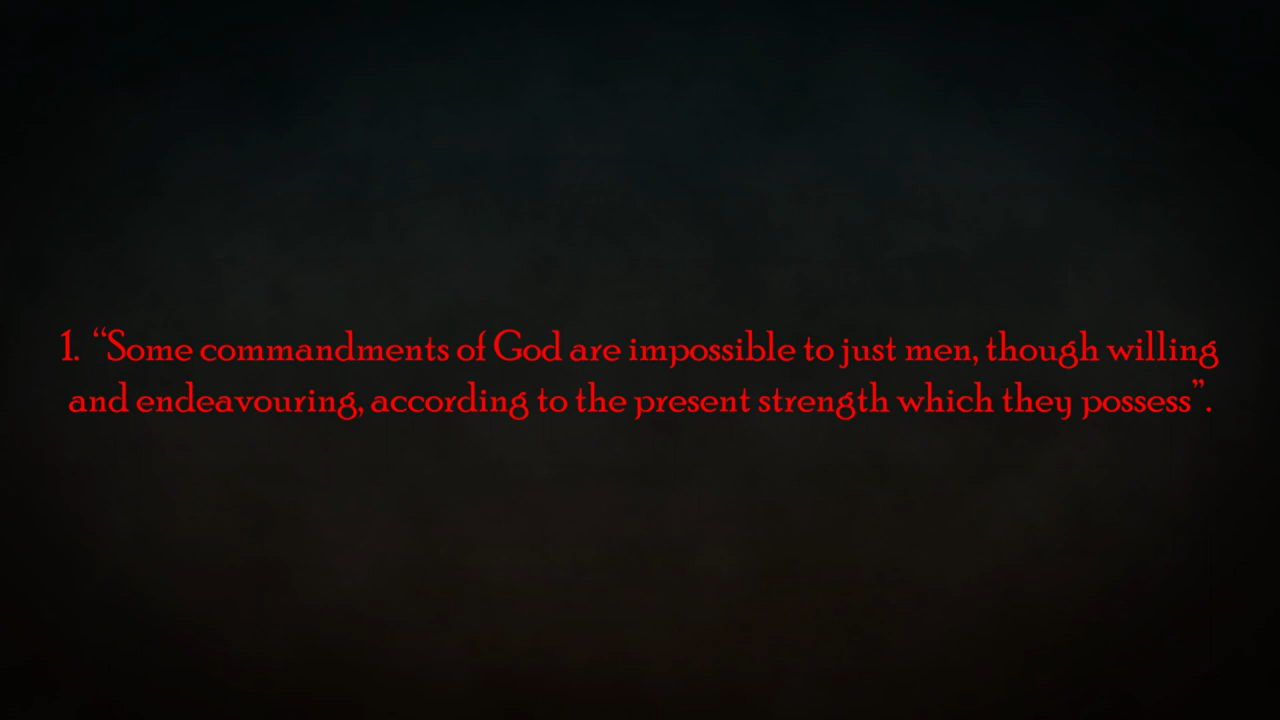 1. “Some commandments of God are impossible to just men, though willing
and endeavouring, according to the present strength which they possess”.